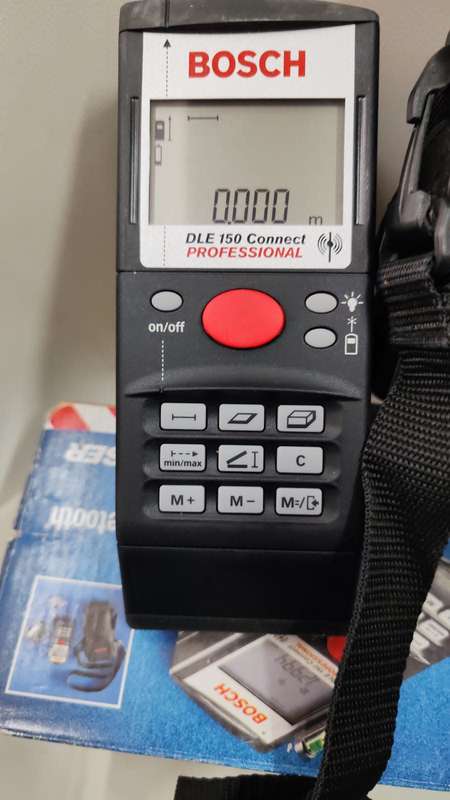 BOSCH
0.000 m
DLE 150 Connect
PROFESSIONAL
on/off
min/max
C
M+
M−
M=/
BOSCH